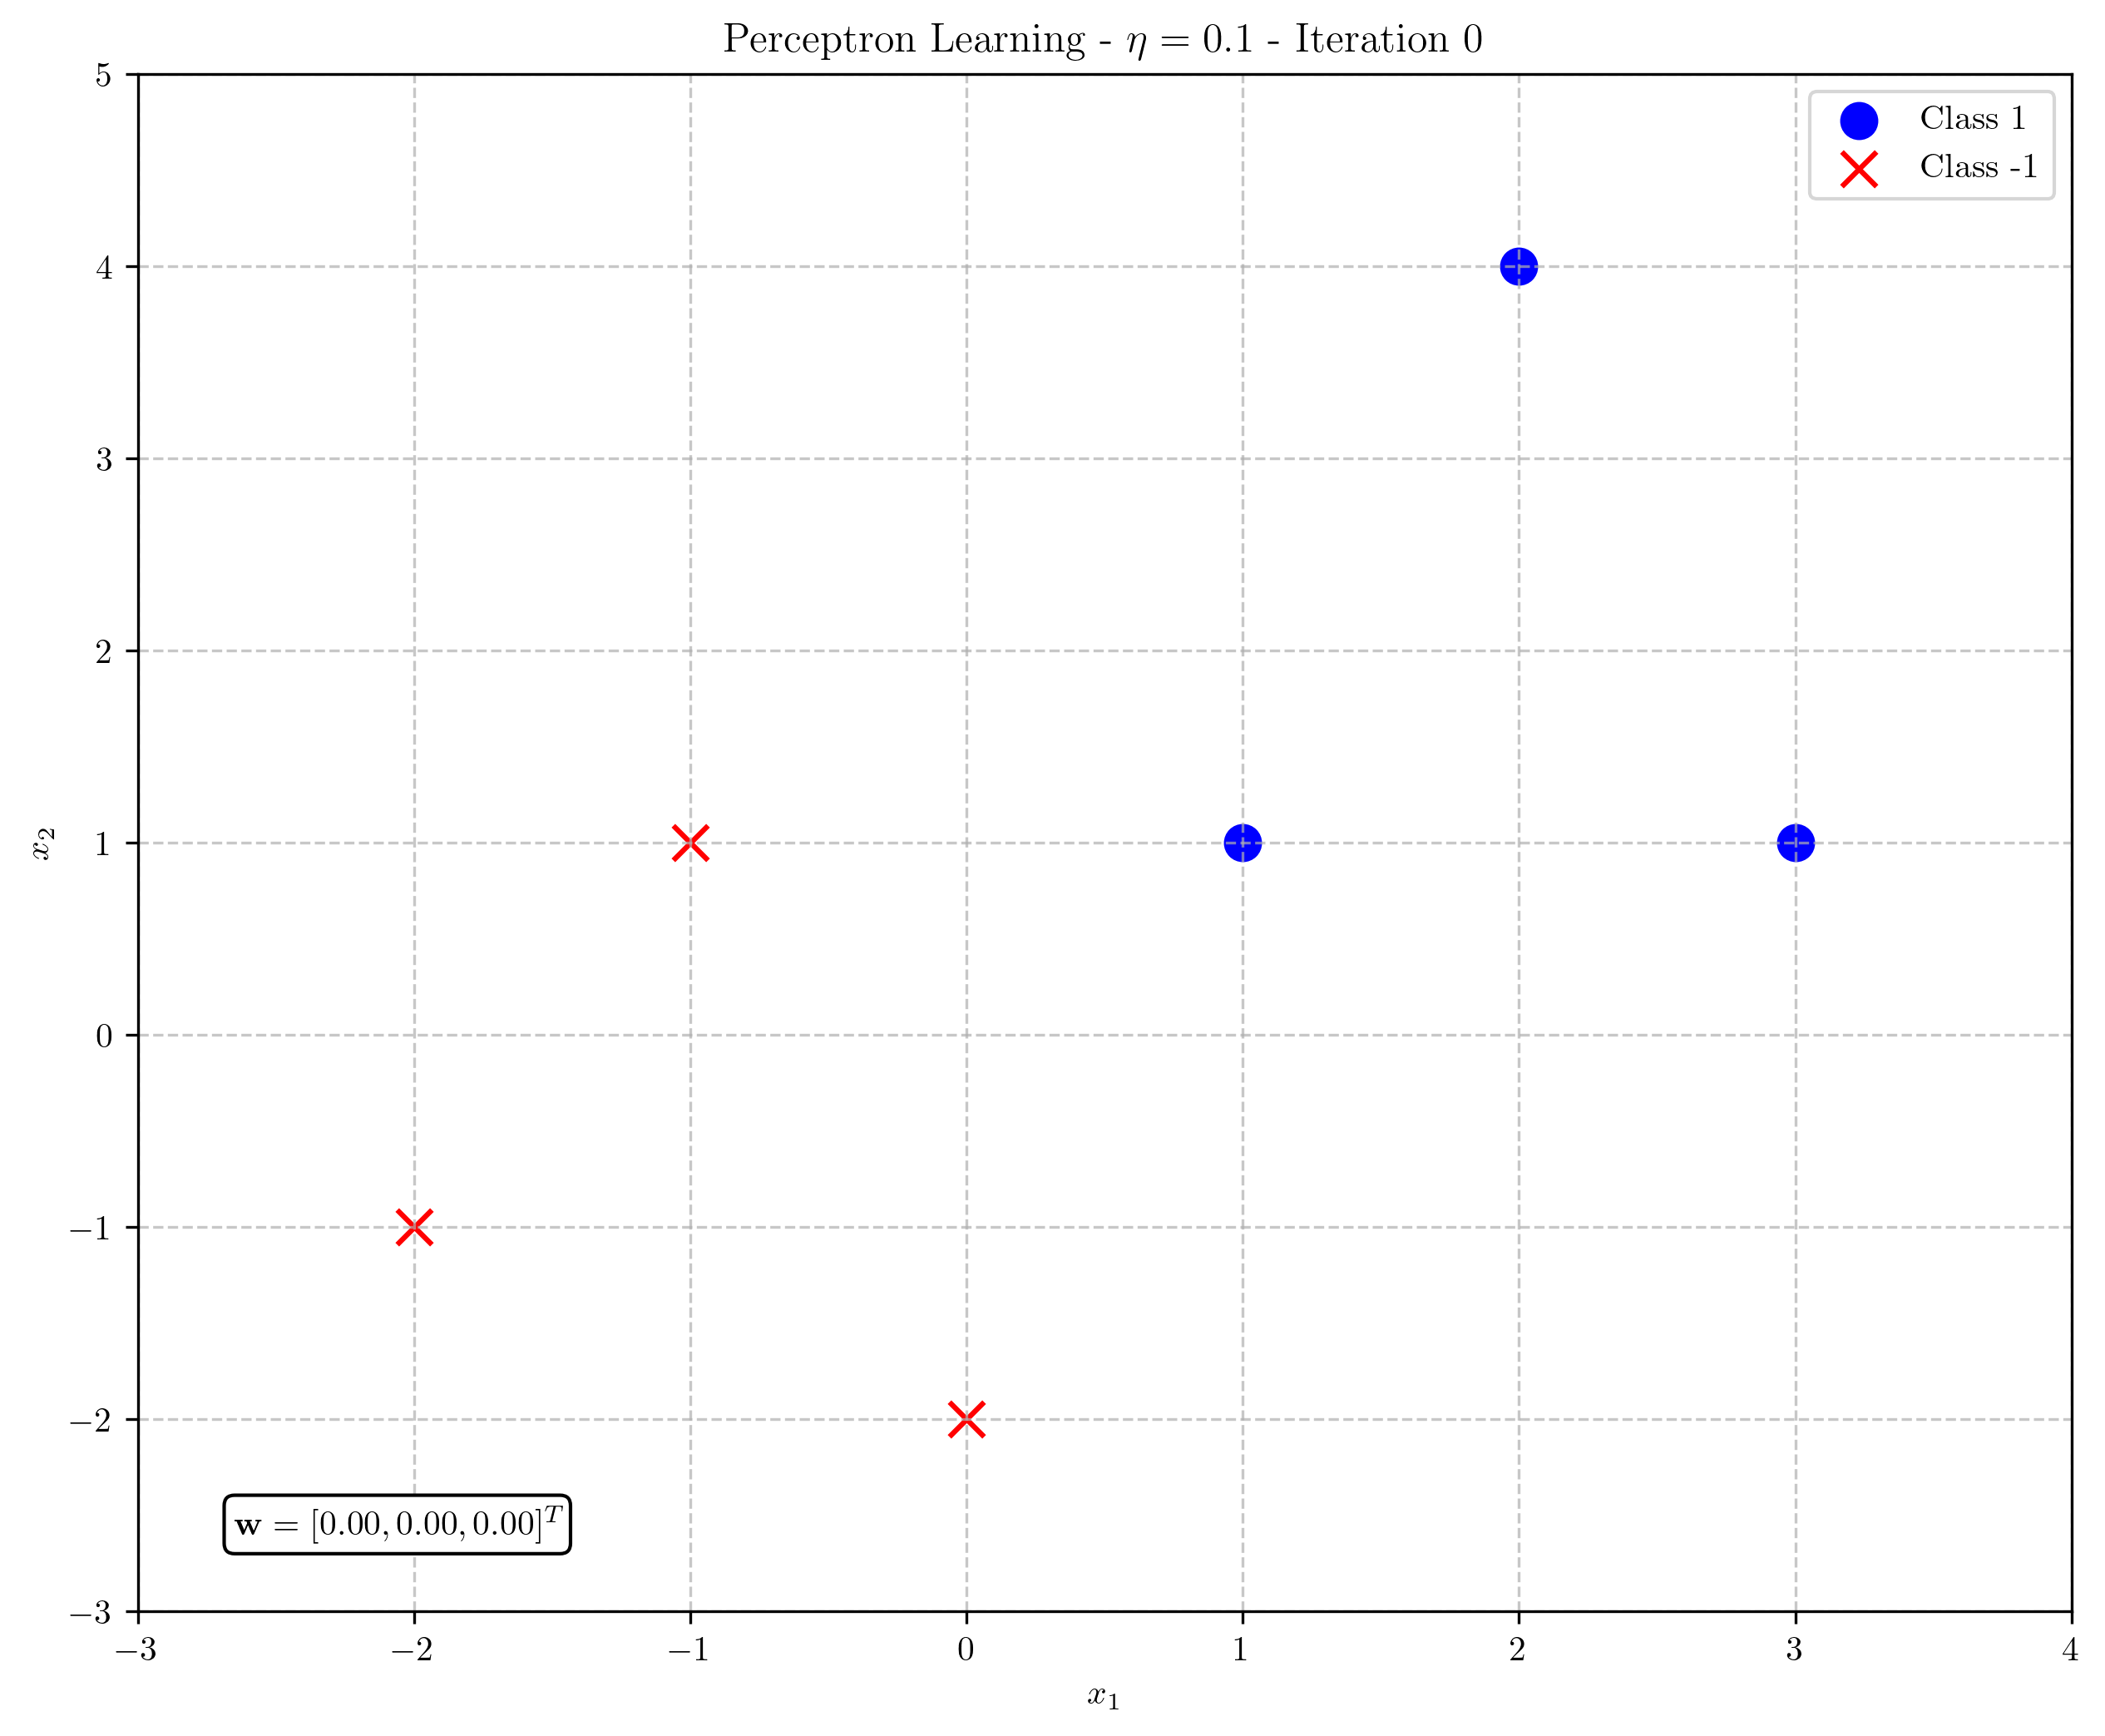 Perceptron Learning - η = 0.1 - Iteration 0
5
4
3
2
1
0
−1
−2
−3
x₂
Class 1
Class -1
w = [0.00, 0.00, 0.00]ᵀ
−3 −2 −1 0 1 2 3 4
x₁